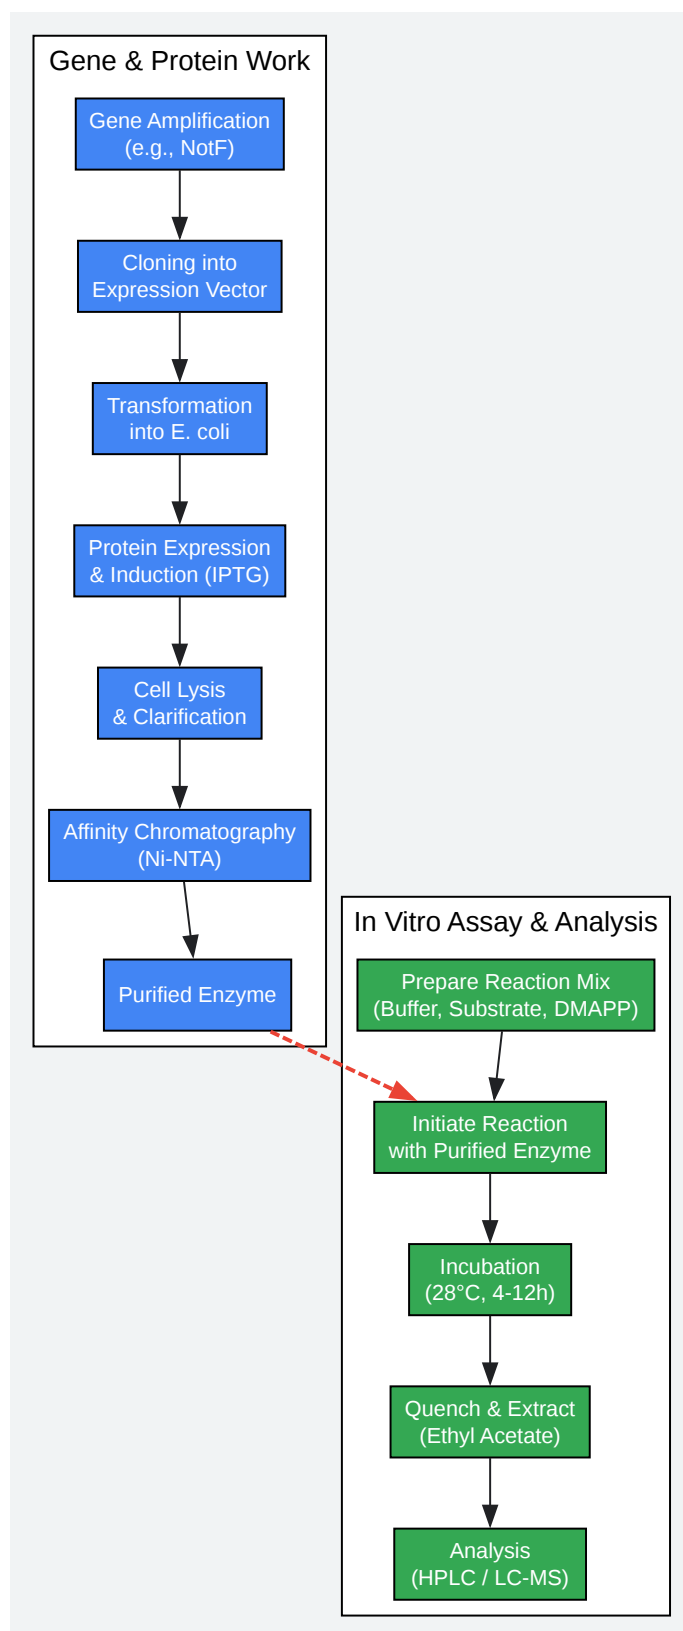 Gene & Protein Work
Gene Amplification
(e.g., NotF)
Cloning into
Expression Vector
Transformation
into E. coli
Protein Expression
& Induction (IPTG)
Cell Lysis
& Clarification
Affinity Chromatography
(Ni-NTA)
Purified Enzyme
In Vitro Assay & Analysis
Prepare Reaction Mix
(Buffer, Substrate, DMAPP)
Initiate Reaction
with Purified Enzyme
Incubation
(28°C, 4-12h)
Quench & Extract
(Ethyl Acetate)
Analysis
(HPLC / LC-MS)